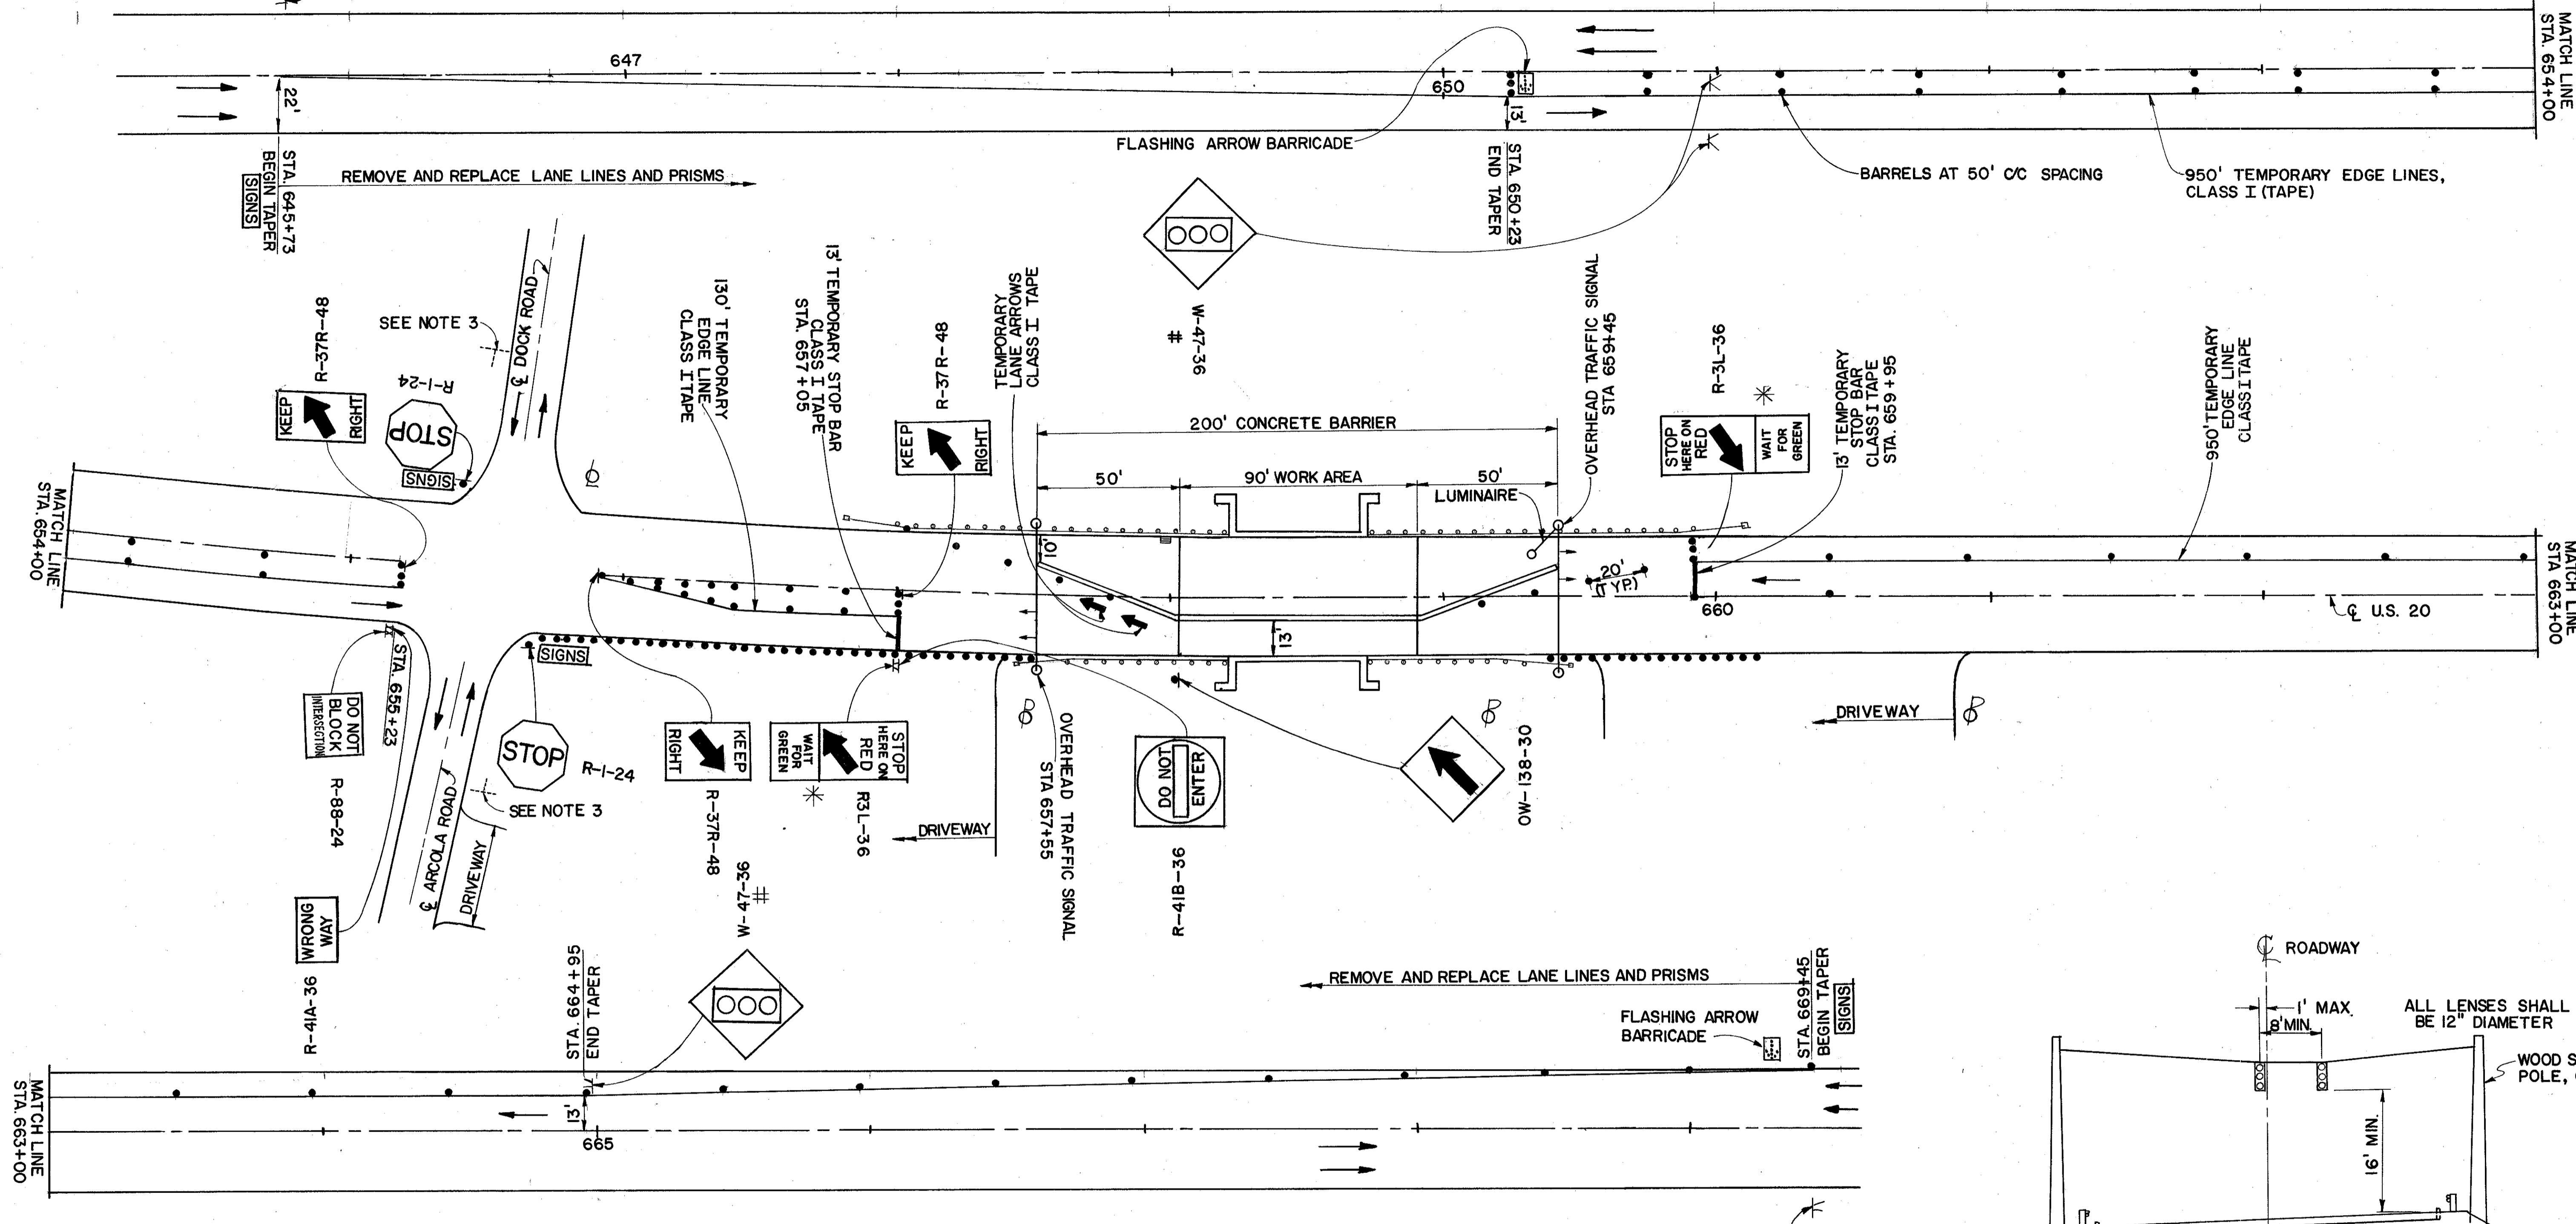 647
650
22'
13'
STA. 645+73
BEGIN TAPER
SIGNS
REMOVE AND REPLACE LANE LINES AND PRISMS
FLASHING ARROW BARRICADE
STA. 650+23
END TAPER
BARRELS AT 50' C/C SPACING
950' TEMPORARY EDGE LINES,
CLASS I (TAPE)
MATCH LINE
STA. 654+00
W-47-36
#
MATCH LINE
STA. 654+00
R-37R-48
KEEP
RIGHT
SEE NOTE 3
R-1-24
STOP
SIGNS
℄ DOCK ROAD
130' TEMPORARY
EDGE LINE
CLASS I TAPE
13' TEMPORARY STOP BAR
CLASS I TAPE
STA. 657+05
R-37R-48
KEEP
RIGHT
TEMPORARY
LANE ARROWS
CLASS II TAPE
200' CONCRETE BARRIER
50'
90' WORK AREA
50'
LUMINAIRE
10'
13'
OVERHEAD TRAFFIC SIGNAL
STA 659+45
R-3L-36
*
STOP
HERE ON
RED
WAIT
FOR
GREEN
13' TEMPORARY
STOP BAR
CLASS I TAPE
STA. 659+95
950' TEMPORARY
EDGE LINE
CLASS I TAPE
20'
(TYP.)
660
℄ U.S. 20
MATCH LINE
STA 663+00
STA. 655+23
DO NOT
BLOCK
INTERSECTION
R-88-24
WRONG
WAY
R-41A-36
℄ ARCOLA ROAD
DRIVEWAY
SIGNS
STOP
R-1-24
SEE NOTE 3
KEEP
RIGHT
R-37R-48
STOP
HERE ON
RED
WAIT
FOR
GREEN
*
R3L-36
DRIVEWAY
OVERHEAD TRAFFIC SIGNAL
STA 657+55
DO NOT
ENTER
R-41B-36
OW-138-30
DRIVEWAY
W-47-36
#
STA. 664+95
END TAPER
13'
665
MATCH LINE
STA. 663+00
REMOVE AND REPLACE LANE LINES AND PRISMS
FLASHING ARROW
BARRICADE
STA. 669+45
BEGIN TAPER
SIGNS
℄ ROADWAY
1' MAX.
8' MIN.
ALL LENSES SHALL
BE 12" DIAMETER
WOOD S
POLE,
16' MIN.